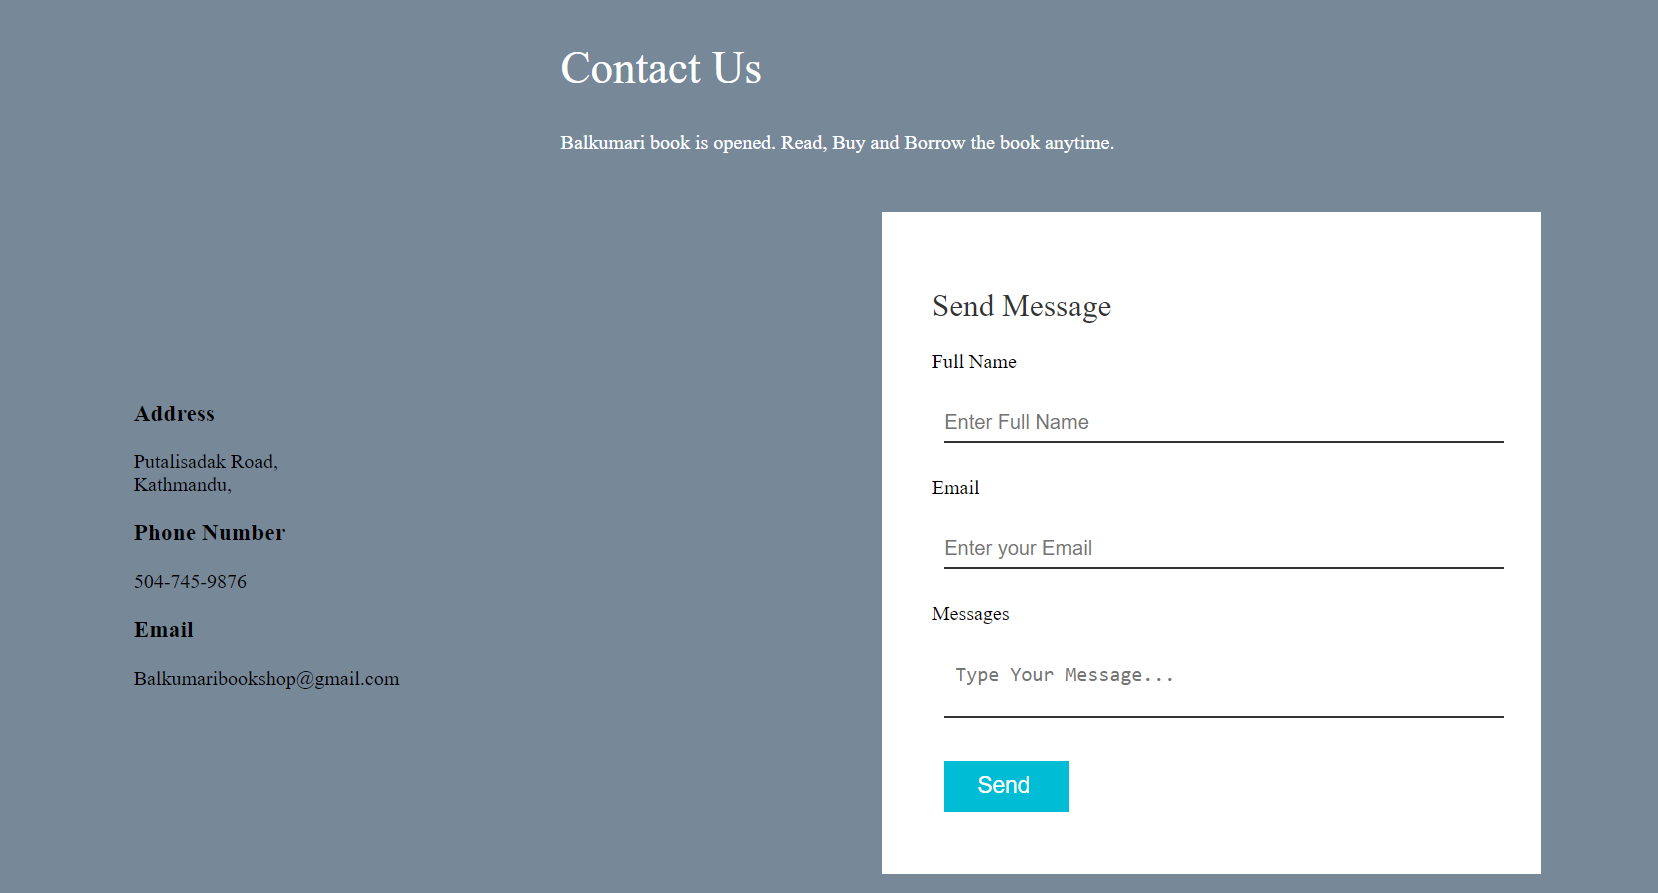 Contact Us
Balkumari book is opened. Read, Buy and Borrow the book anytime.
Address
Putalisadak Road,
Kathmandu,
Phone Number
504-745-9876
Email
Balkumaribookshop@gmail.com
Send Message
Full Name
Enter Full Name
Email
Enter your Email
Messages
Type Your Message...
Send